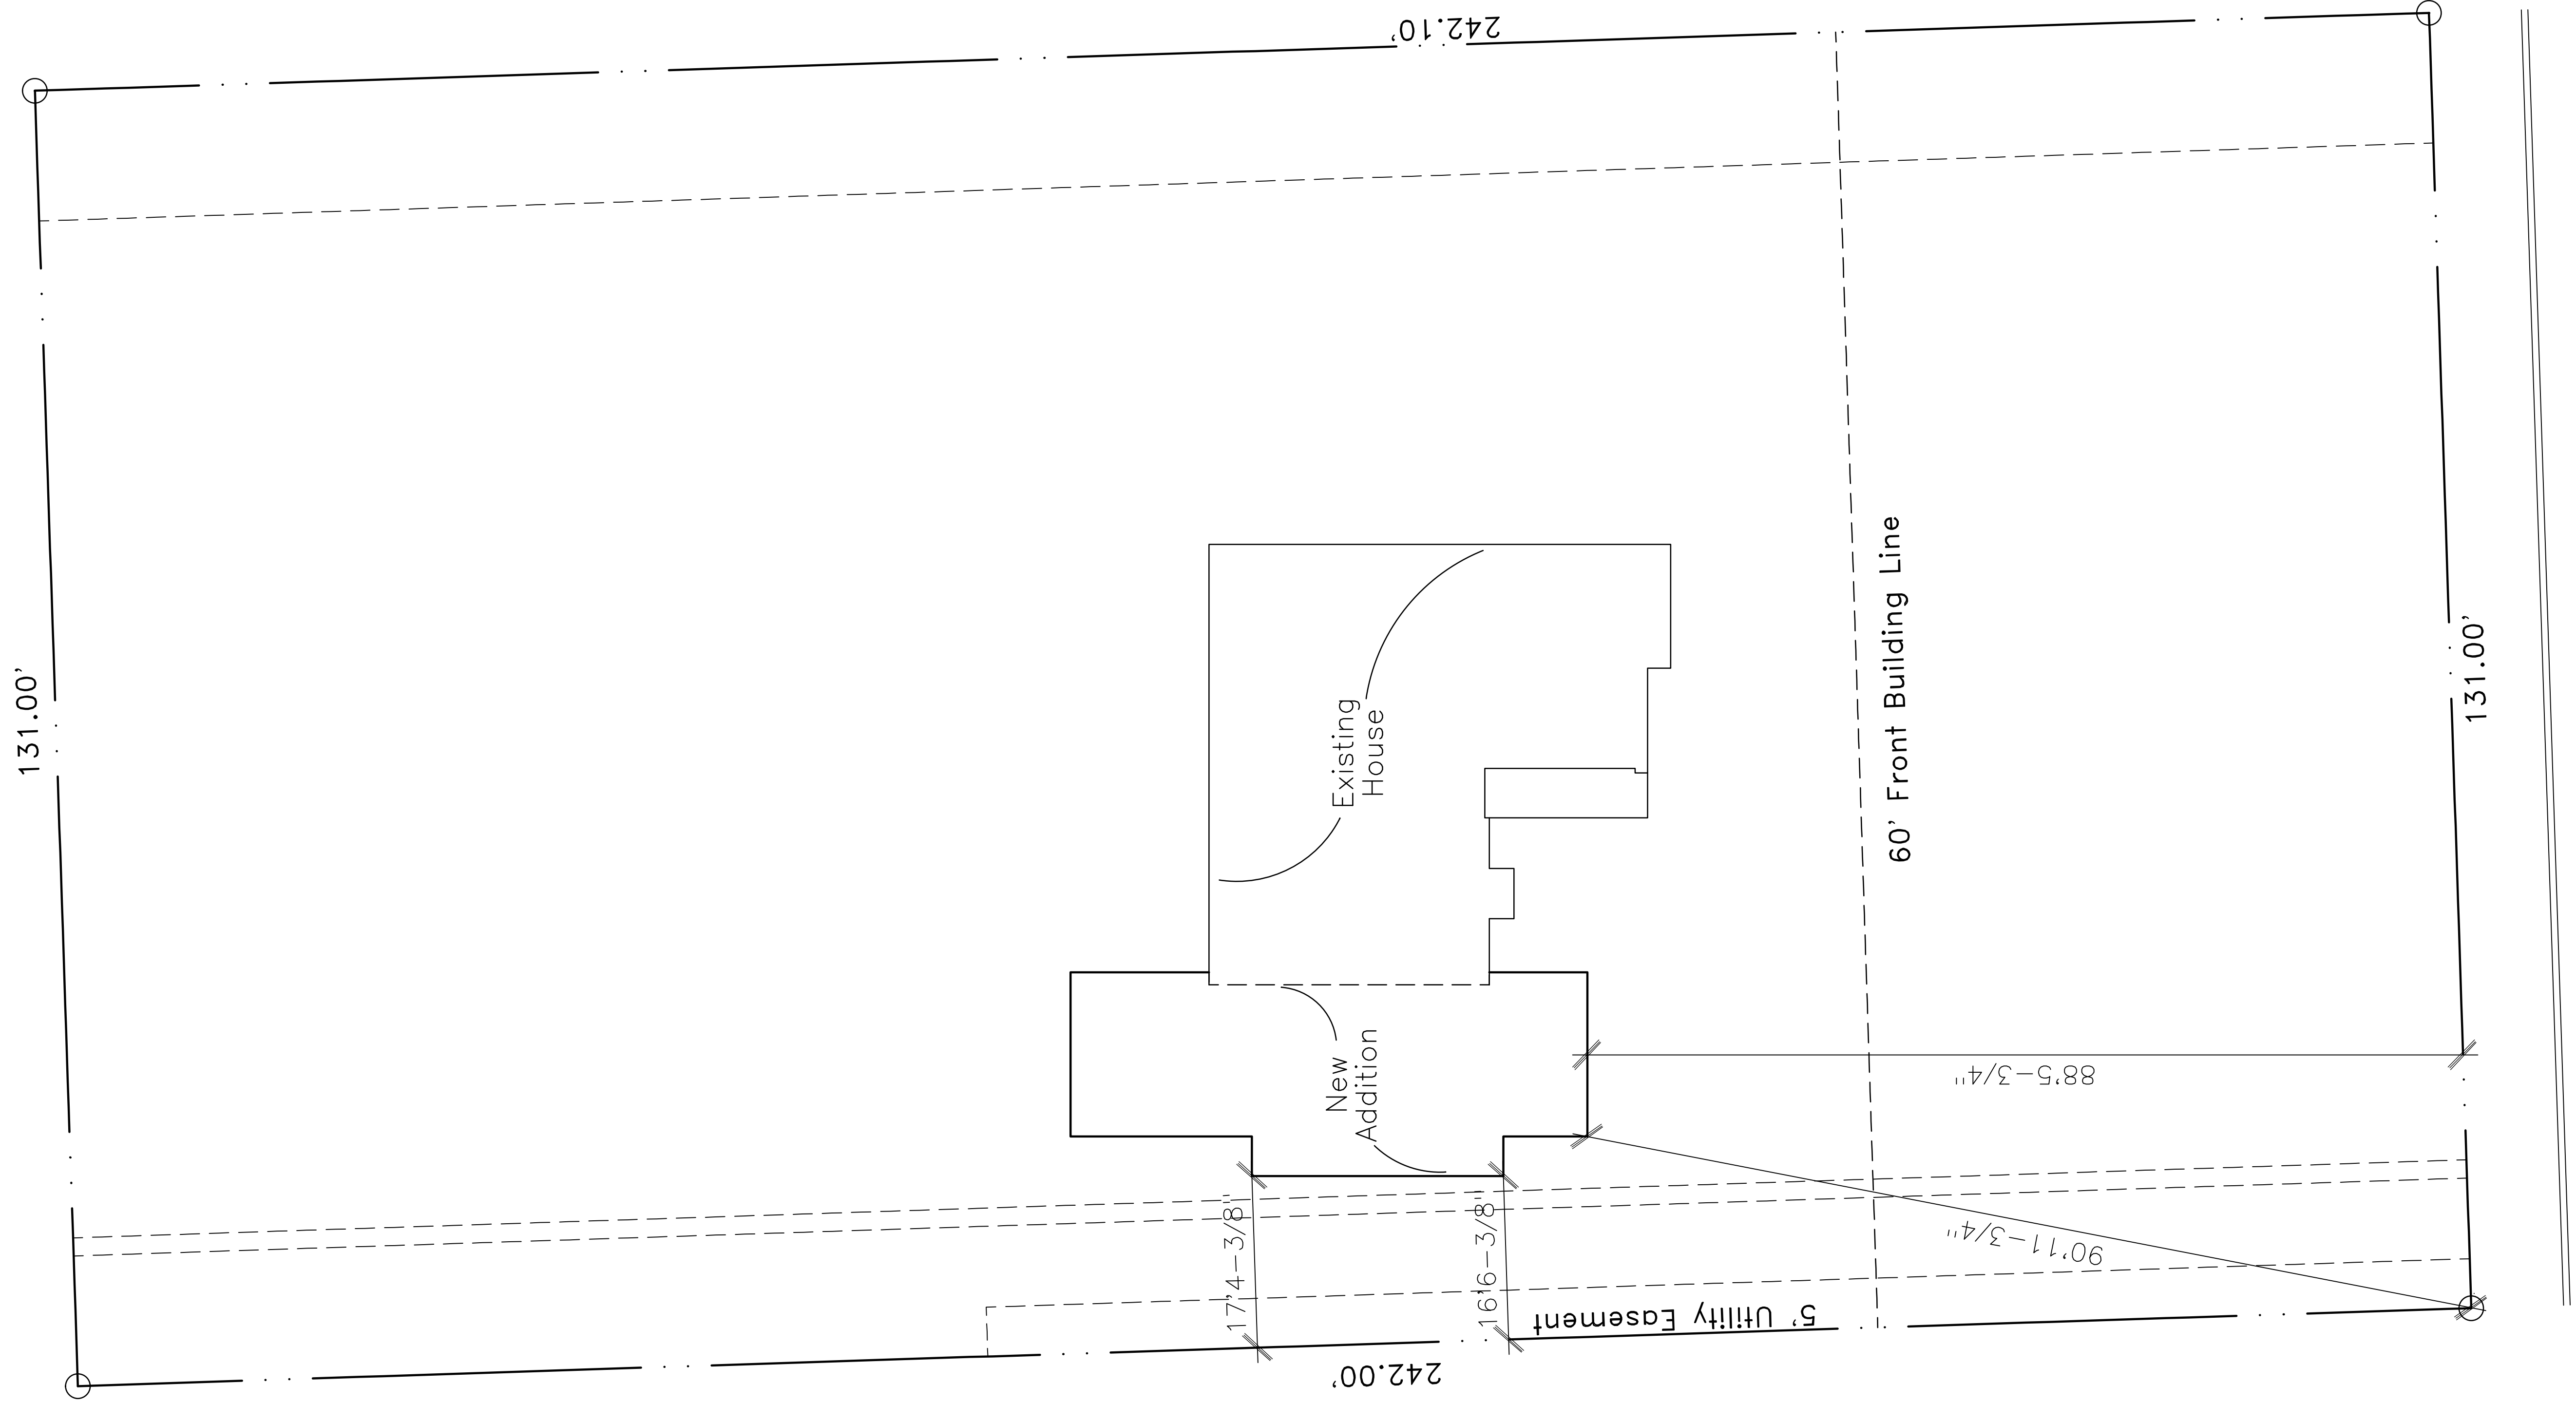 242.10'
131.00'
60' Front Building Line
131.00'
Existing
House
New
Addition
88'5-3/4"
90'11-3/4"
17'4-3/8"
16'6-3/8"
5' Utility Easement
242.00'